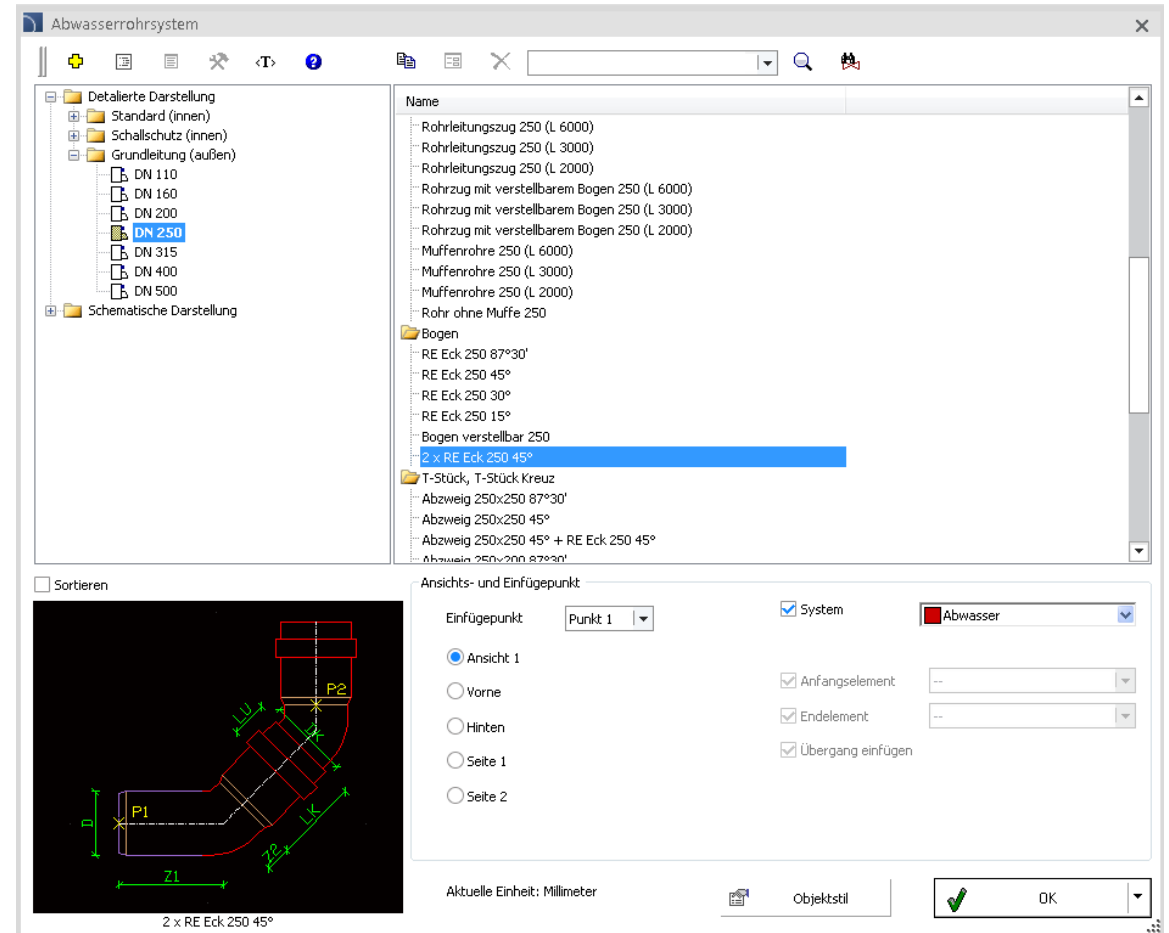 Abwasserrohrsystem
‹T›
Detalierte Darstellung
Standard (innen)
Schallschutz (innen)
Grundleitung (außen)
DN 110
DN 160
DN 200
DN 250
DN 315
DN 400
DN 500
Schematische Darstellung
Name
Rohrleitungszug 250 (L 6000)
Rohrleitungszug 250 (L 3000)
Rohrleitungszug 250 (L 2000)
Rohrzug mit verstellbarem Bogen 250 (L 6000)
Rohrzug mit verstellbarem Bogen 250 (L 3000)
Rohrzug mit verstellbarem Bogen 250 (L 2000)
Muffenrohre 250 (L 6000)
Muffenrohre 250 (L 3000)
Muffenrohre 250 (L 2000)
Rohr ohne Muffe 250
Bogen
RE Eck 250 87°30'
RE Eck 250 45°
RE Eck 250 30°
RE Eck 250 15°
Bogen verstellbar 250
2 x RE Eck 250 45°
T-Stück, T-Stück Kreuz
Abzweig 250x250 87°30'
Abzweig 250x250 45°
Abzweig 250x250 45° + RE Eck 250 45°
Abzweig 250x200 87°30'
Sortieren
P2
LU
P1
D
LK
Z2
Z1
2 x RE Eck 250 45°
Ansichts- und Einfügepunkt
Einfügepunkt
Punkt 1
Ansicht 1
Vorne
Hinten
Seite 1
Seite 2
System
Abwasser
Anfangselement
--
Endelement
--
Übergang einfügen
Aktuelle Einheit: Millimeter
Objektstil
OK